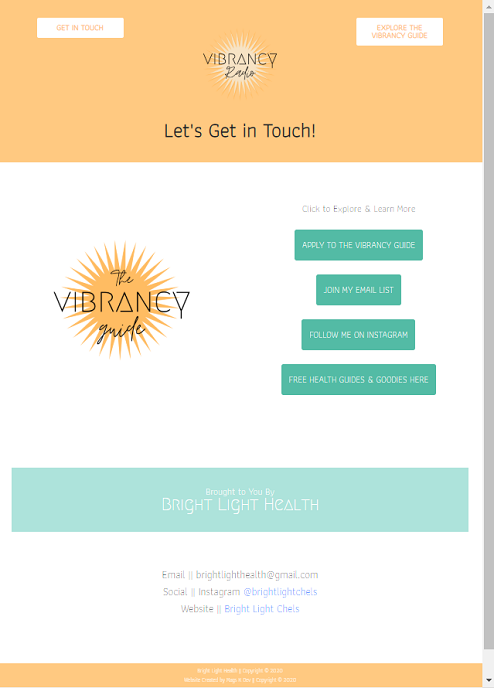 GET IN TOUCH
EXPLORE THE
VIBRANCY GUIDE
VIBRANCY
Radio
Let's Get in Touch!
Click to Explore & Learn More
APPLY TO THE VIBRANCY GUIDE
JOIN MY EMAIL LIST
FOLLOW ME ON INSTAGRAM
FREE HEALTH GUIDES & GOODIES HERE
The
VIBRANCY
guide
Brought to You By
Bright Light Health
Email || brightlighthealth@gmail.com
Social || Instagram @brightlightchels
Website || Bright Light Chels
Bright Light Health || Copyright © 2020
Website Created by Magical Dev || Copyright © 2020